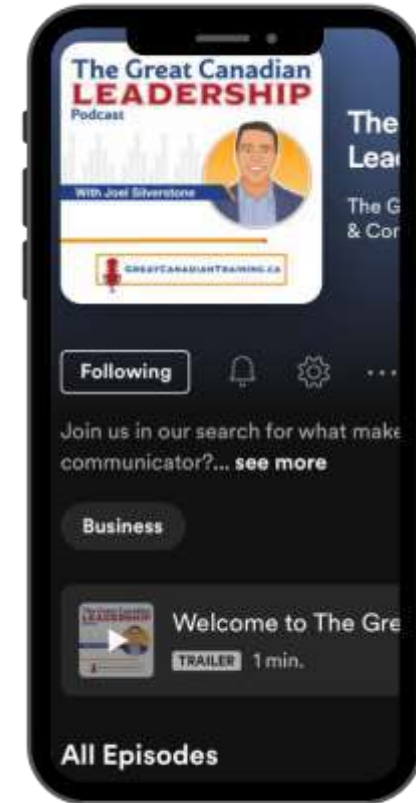 The Great Canadian
LEADERSHIP
Podcast
With Joel Silverstone
GREATCANADIANTRAINING.CA
The
Lea
The G
& Cor
Following
Join us in our search for what make
communicator?... see more
Business
Welcome to The Gre
TRAILER 1 min.
All Episodes